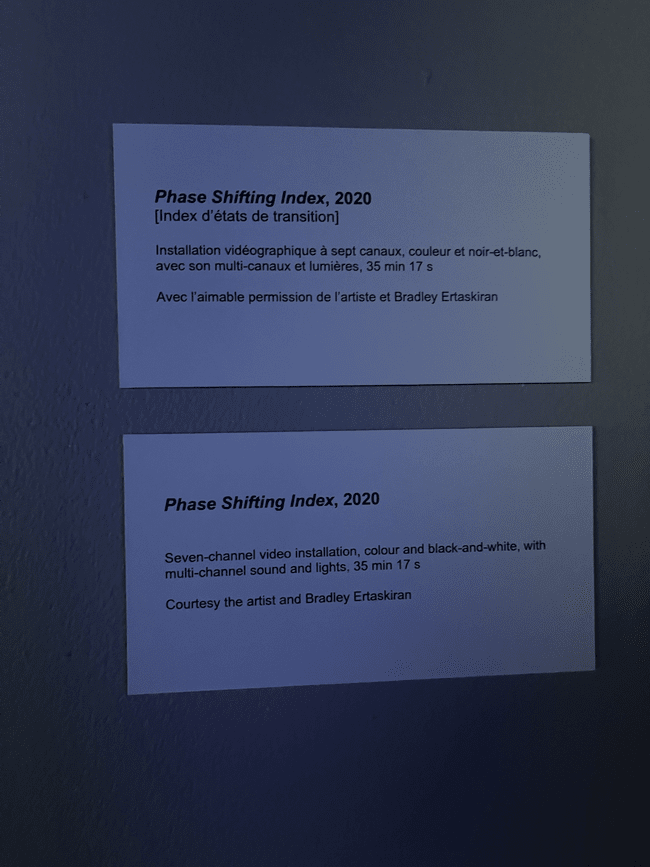 Phase Shifting Index, 2020
[Index d'états de transition]
Installation vidéographique à sept canaux, couleur et noir-et-blanc,
avec son multi-canaux et lumières, 35 min 17 s
Avec l'aimable permission de l'artiste et Bradley Ertaskiran
Phase Shifting Index, 2020
Seven-channel video installation, colour and black-and-white, with
multi-channel sound and lights, 35 min 17 s
Courtesy the artist and Bradley Ertaskiran